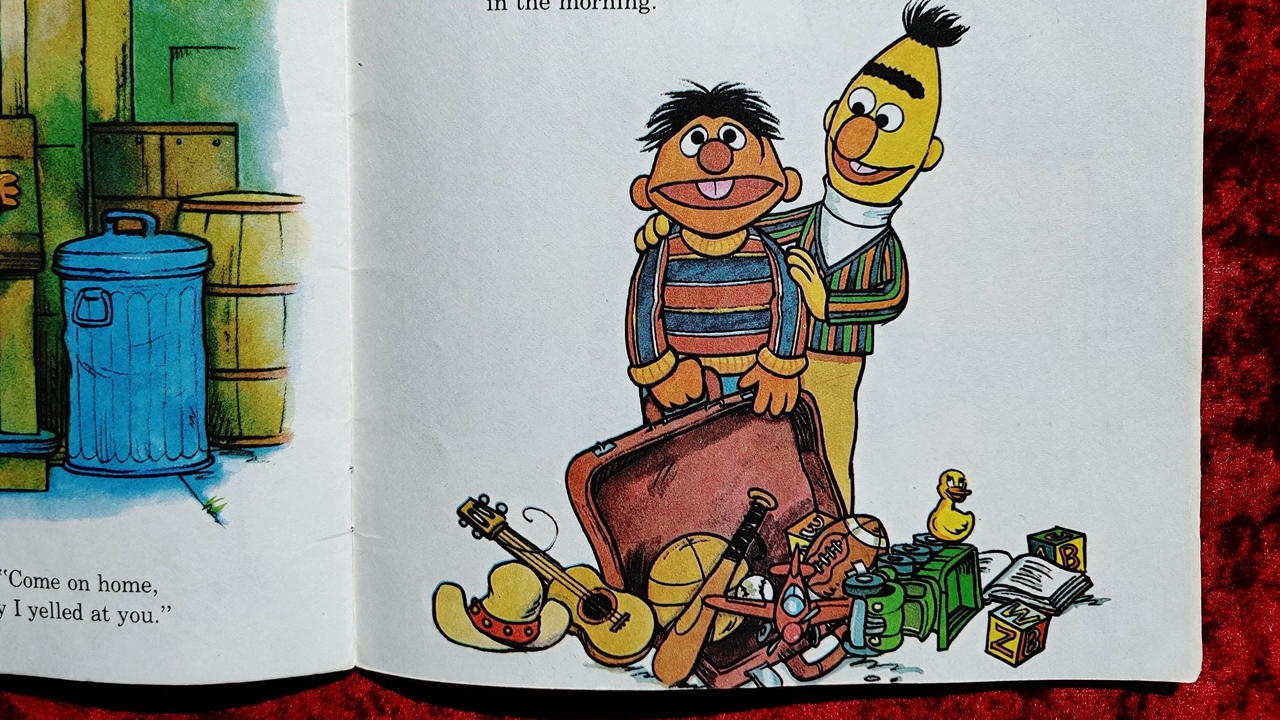 "Come on home,
y I yelled at you."
in the morning.
W
A B
W
Z B